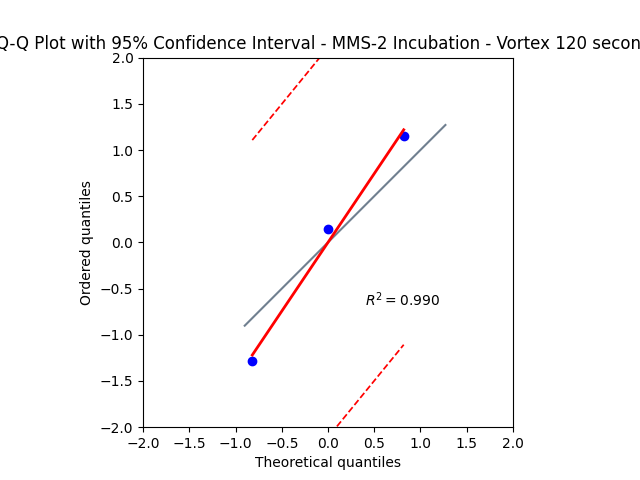 Q-Q Plot with 95% Confidence Interval - MMS-2 Incubation - Vortex 120 secon
2.0
1.5
1.0
0.5
0.0
−0.5
−1.0
−1.5
−2.0
Ordered quantiles
R² = 0.990
−2.0 −1.5 −1.0 −0.5 0.0 0.5 1.0 1.5 2.0
Theoretical quantiles